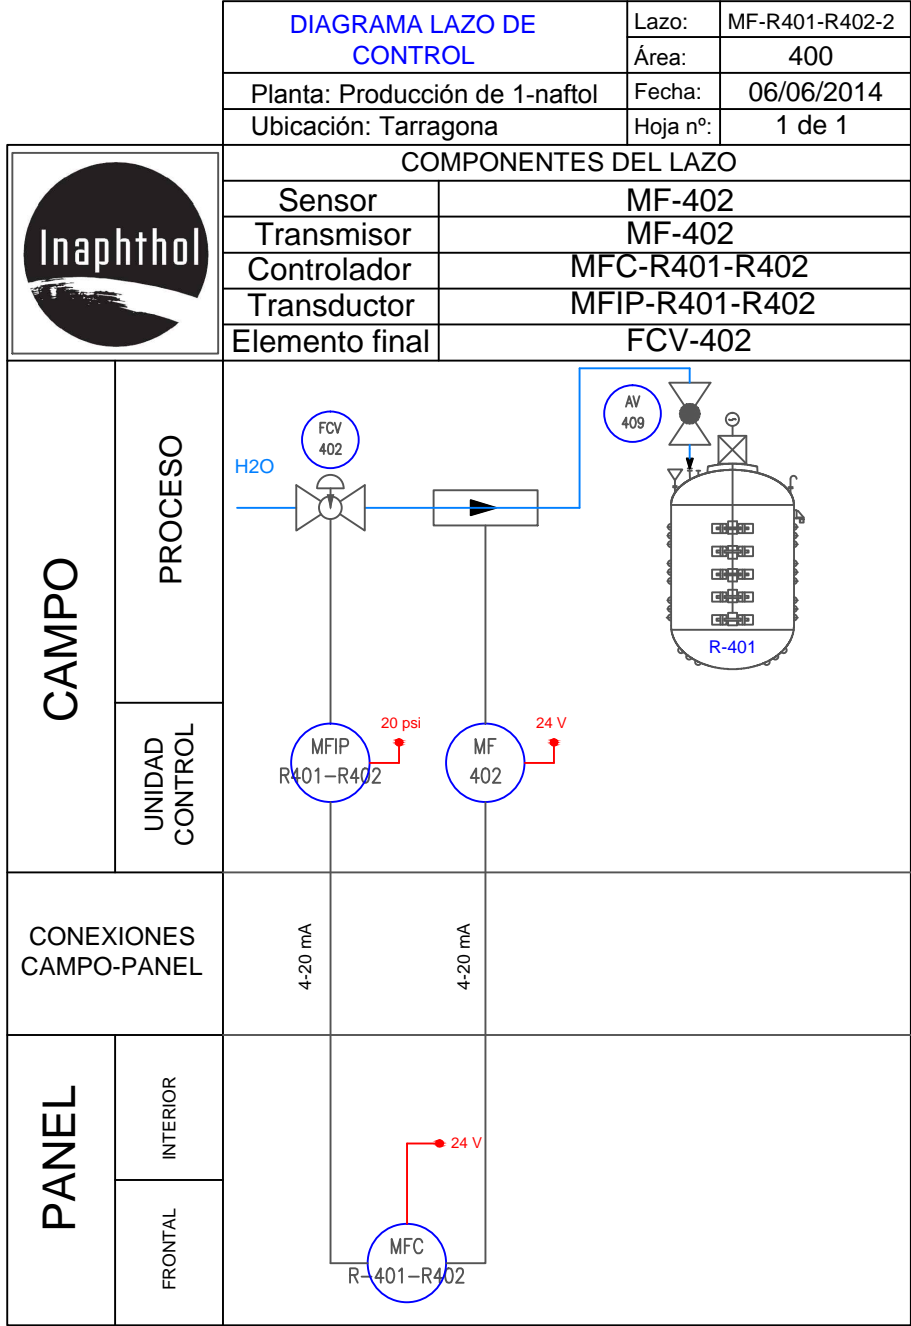 DIAGRAMA LAZO DE
CONTROL
Lazo: MF-R401-R402-2
Área: 400
Planta: Producción de 1-naftol
Fecha: 06/06/2014
Ubicación: Tarragona
Hoja nº: 1 de 1
Inaphthol
COMPONENTES DEL LAZO
Sensor MF-402
Transmisor MF-402
Controlador MFC-R401-R402
Transductor MFIP-R401-R402
Elemento final FCV-402
CAMPO
PROCESO
H2O
FCV
402
AV
409
R-401
UNIDAD
CONTROL
MFIP
R401-R402
20 psi
MF
402
24 V
CONEXIONES
CAMPO-PANEL
4-20 mA
4-20 mA
PANEL
INTERIOR
24 V
FRONTAL
MFC
R-401-R402